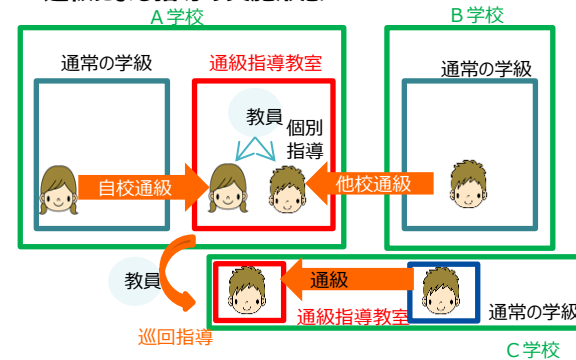 A学校
B学校
通常の学級
通級指導教室
通常の学級
教員
個別
指導
自校通級
他校通級
教員
通級
巡回指導
通級指導教室
通常の学級
C学校